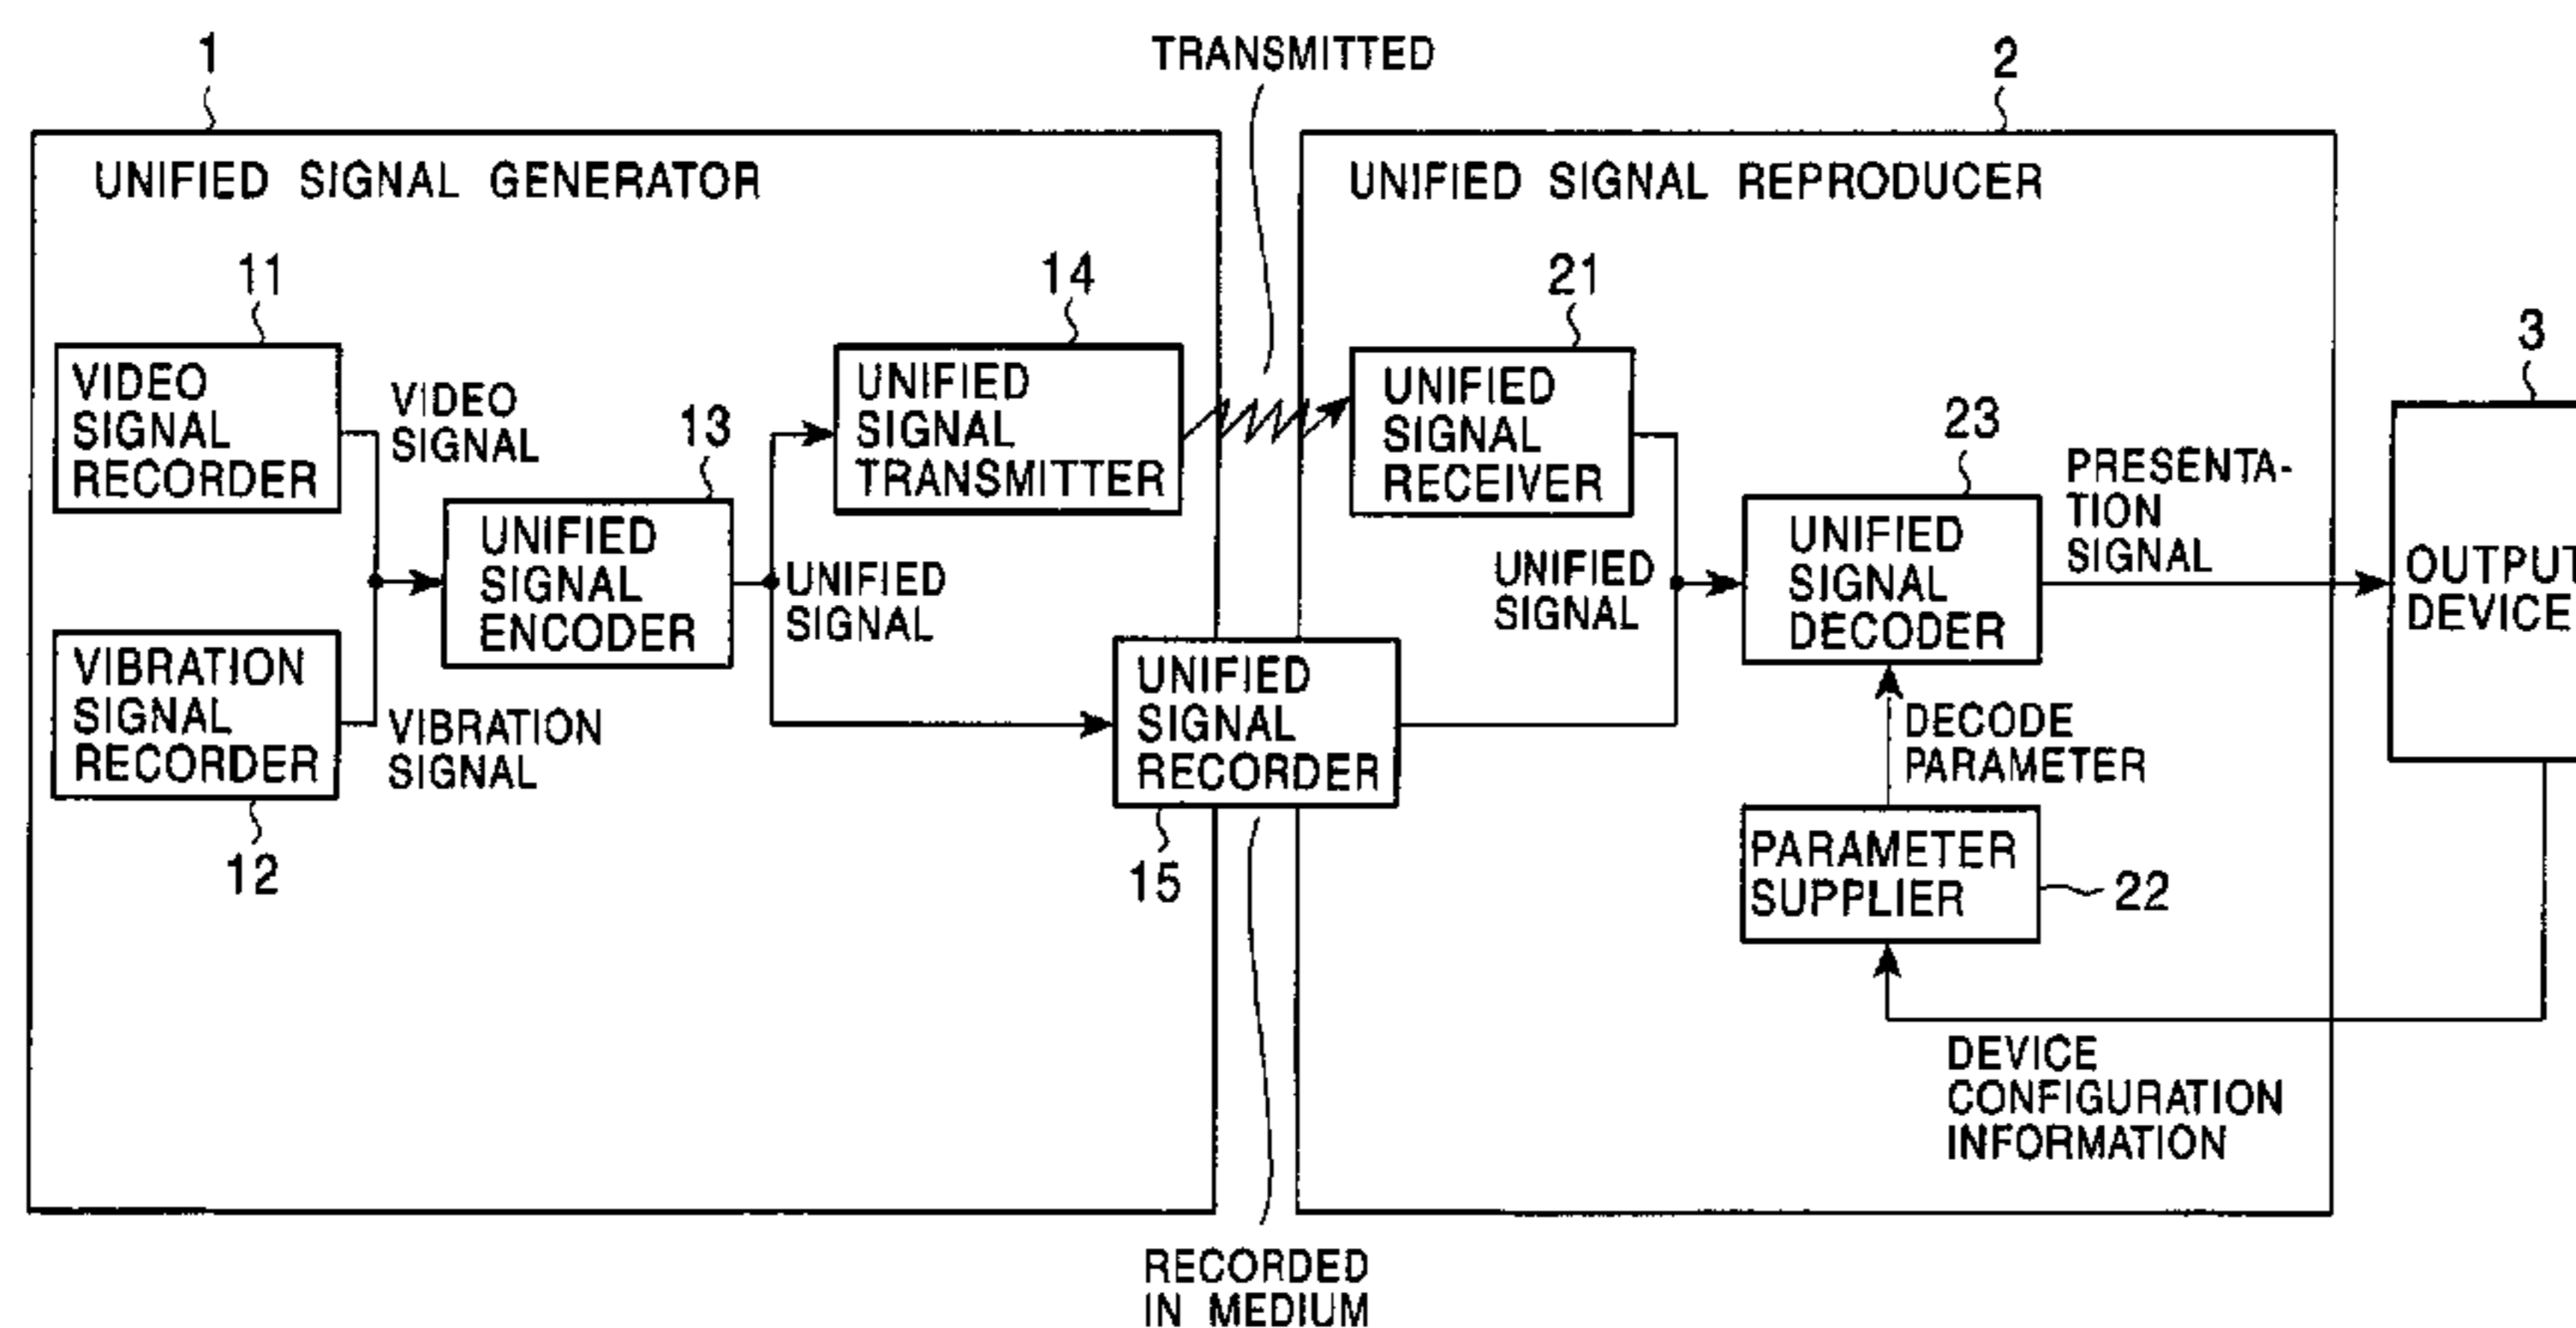 1
TRANSMITTED
2
UNIFIED SIGNAL GENERATOR
UNIFIED SIGNAL REPRODUCER
11
VIDEO
SIGNAL
RECORDER
VIDEO
SIGNAL
VIBRATION
SIGNAL
RECORDER
12
VIBRATION
SIGNAL
13
UNIFIED
SIGNAL
ENCODER
14
UNIFIED
SIGNAL
TRANSMITTER
UNIFIED
SIGNAL
UNIFIED
SIGNAL
RECORDER
15
21
UNIFIED
SIGNAL
RECEIVER
UNIFIED
SIGNAL
23
UNIFIED
SIGNAL
DECODER
PRESENTA-
TION
SIGNAL
DECODE
PARAMETER
PARAMETER
SUPPLIER
22
DEVICE
CONFIGURATION
INFORMATION
3
OUTPUT
DEVICE
RECORDED
IN MEDIUM